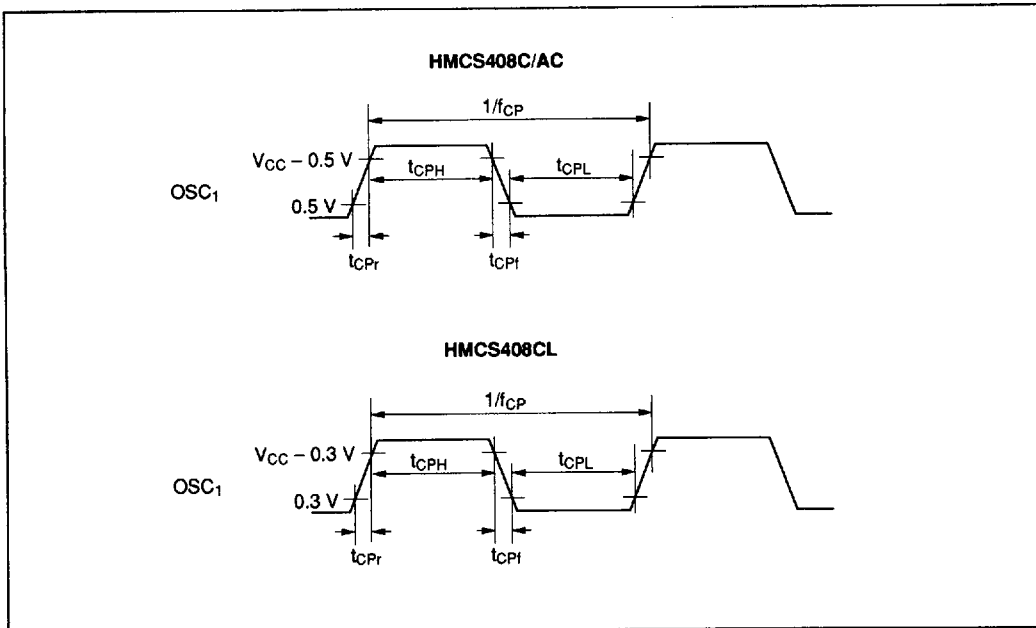 HMCS408C/AC
1/fCP
VCC – 0.5 V
tCPH
tCPL
OSC1
0.5 V
tCPr
tCPf
HMCS408CL
1/fCP
VCC – 0.3 V
tCPH
tCPL
OSC1
0.3 V
tCPr
tCPf